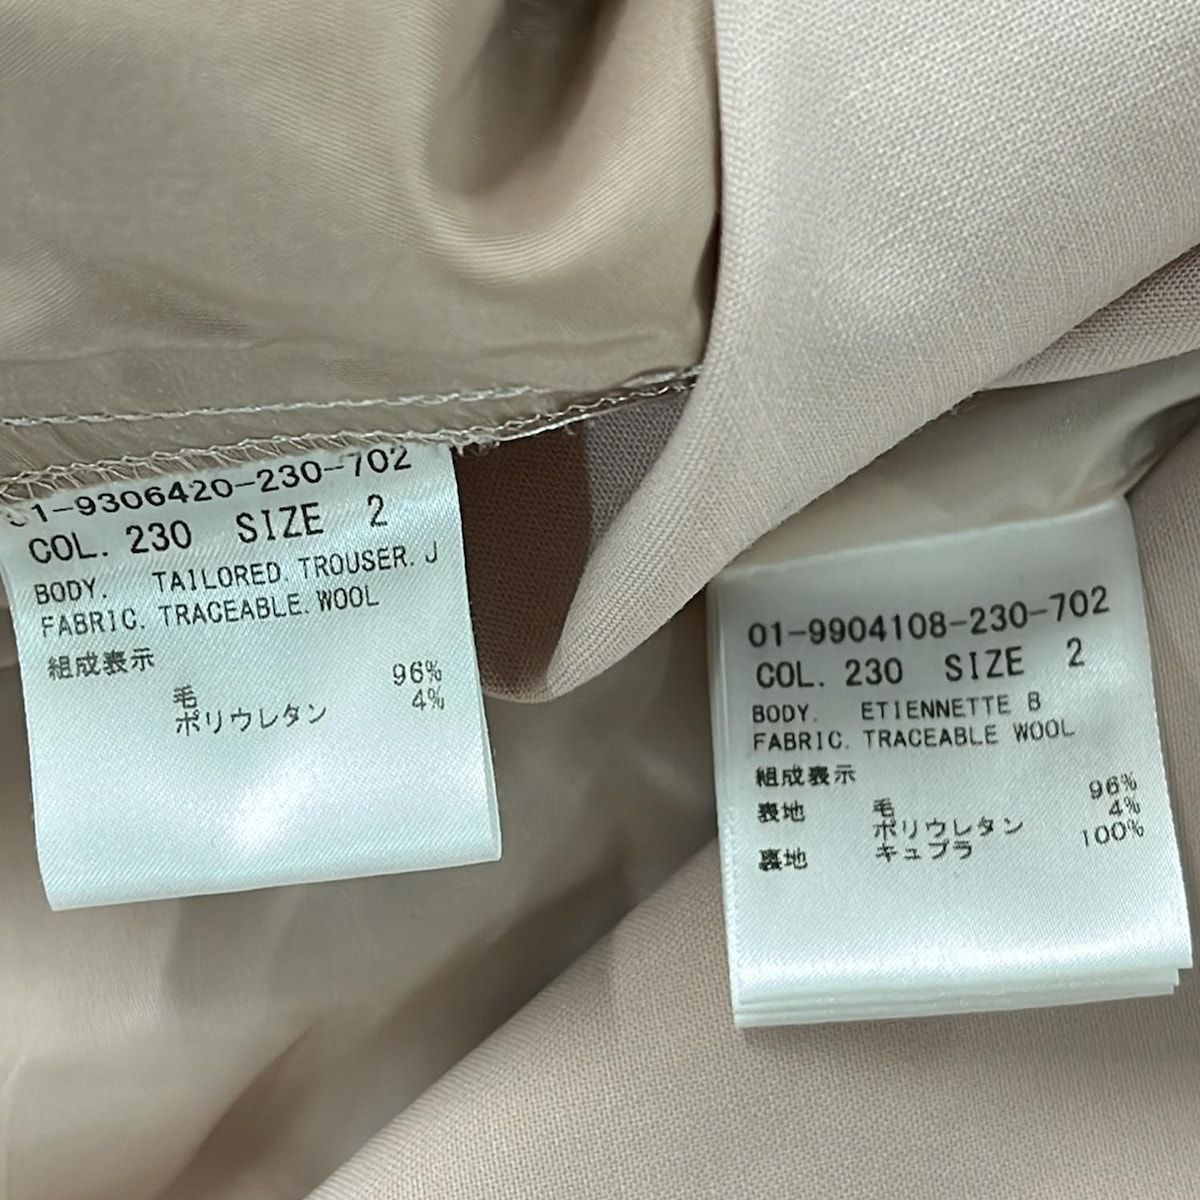 01-9306420-230-702
COL. 230 SIZE 2
BODY. TAILORED.TROUSER.J
FABRIC. TRACEABLE.WOOL
組成表示
毛 96%
ポリウレタン 4%
01-9904108-230-702
COL. 230 SIZE 2
BODY. ETIENNETTE B
FABRIC. TRACEABLE WOOL
組成表示
表地 毛 96%
ポリウレタン 4%
裏地 キュプラ 100%